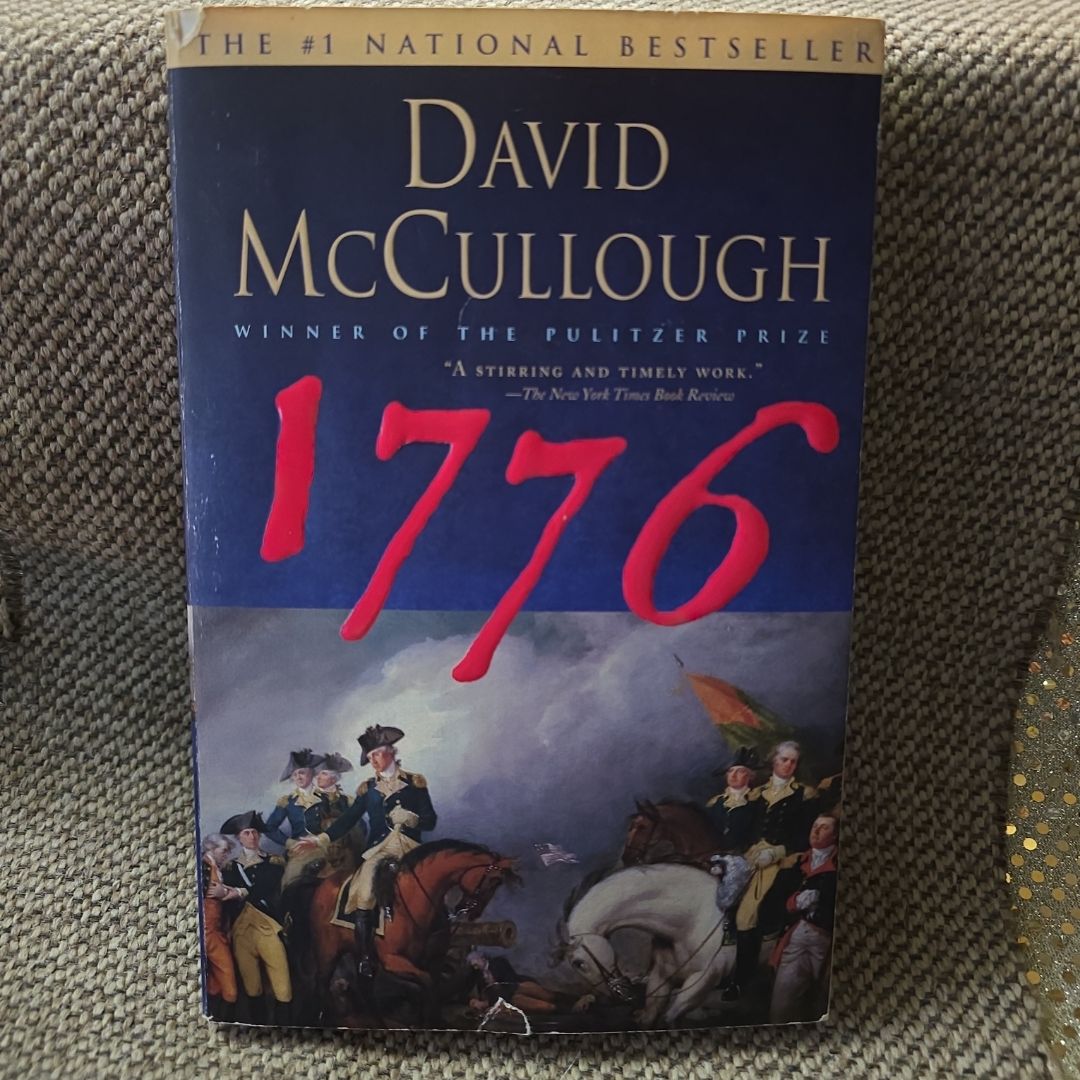 THE #1 NATIONAL BESTSELLER
DAVID
MCCULLOUGH
WINNER OF THE PULITZER PRIZE
"A STIRRING AND TIMELY WORK."
—The New York Times Book Review
1776